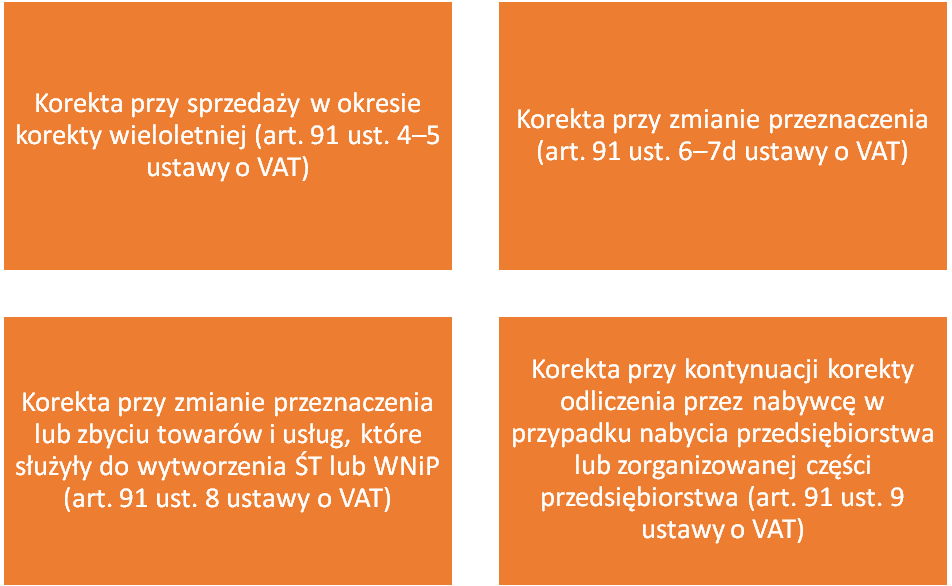 Korekta przy sprzedaży w okresie
korekty wieloletniej (art. 91 ust. 4–5
ustawy o VAT)
Korekta przy zmianie przeznaczenia
(art. 91 ust. 6–7d ustawy o VAT)
Korekta przy zmianie przeznaczenia
lub zbyciu towarów i usług, które
służyły do wytworzenia ŚT lub WNiP
(art. 91 ust. 8 ustawy o VAT)
Korekta przy kontynuacji korekty
odliczenia przez nabywcę w
przypadku nabycia przedsiębiorstwa
lub zorganizowanej części
przedsiębiorstwa (art. 91 ust. 9
ustawy o VAT)